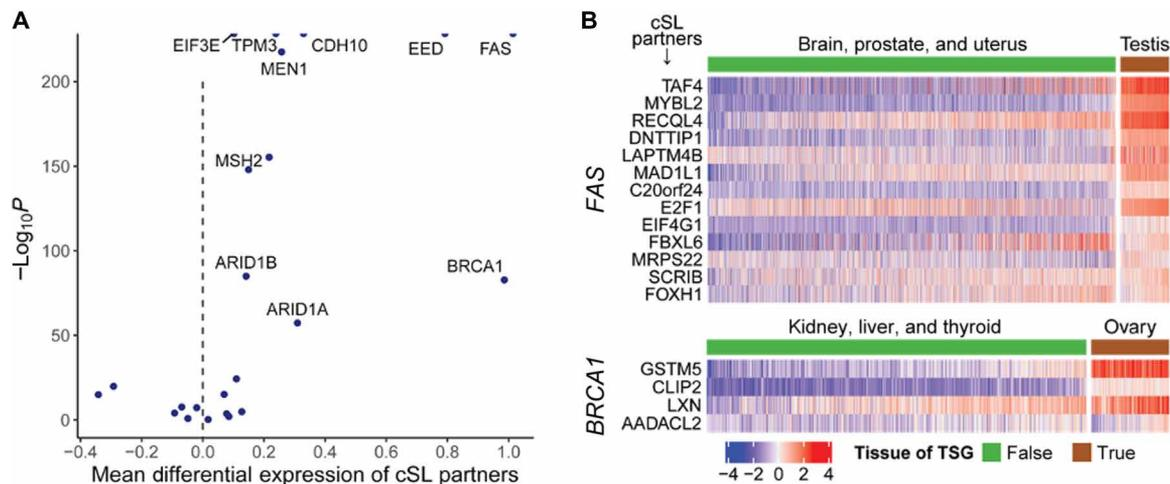 A
EIF3E TPM3 CDH10 EED FAS
MEN1
200
MSH2
150
100
ARID1B
BRCA1
ARID1A
50
0
−Log10P
−0.4 −0.2 0.0 0.2 0.4 0.6 0.8 1.0
Mean differential expression of cSL partners
B
cSL
partners
↓
Brain, prostate, and uterus Testis
FAS
TAF4
MYBL2
RECQL4
DNTTIP1
LAPTM4B
MAD1L1
C20orf24
E2F1
EIF4G1
FBXL6
MRPS22
SCRIB
FOXH1
Kidney, liver, and thyroid Ovary
BRCA1
GSTM5
CLIP2
LXN
AADACL2
−4 −2 0 2 4
Tissue of TSG False True